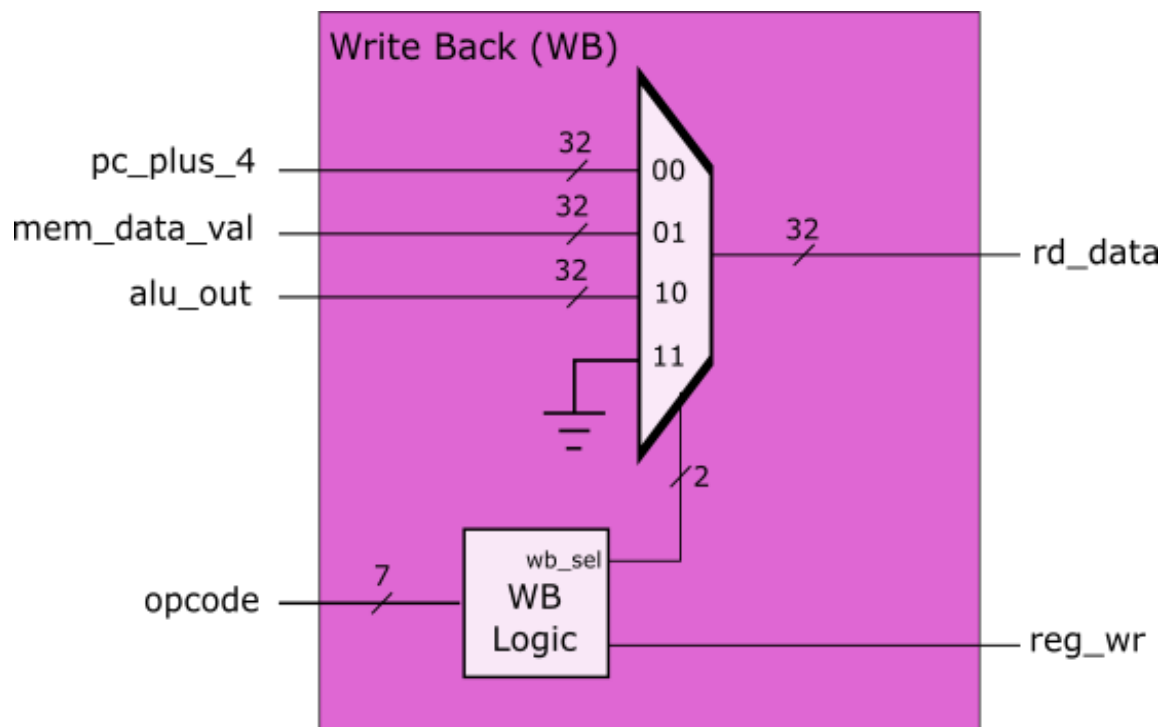 Write Back (WB)
32
pc_plus_4
00
32
mem_data_val
01
32
rd_data
32
alu_out
10
11
2
wb_sel
7
opcode
WB
Logic
reg_wr